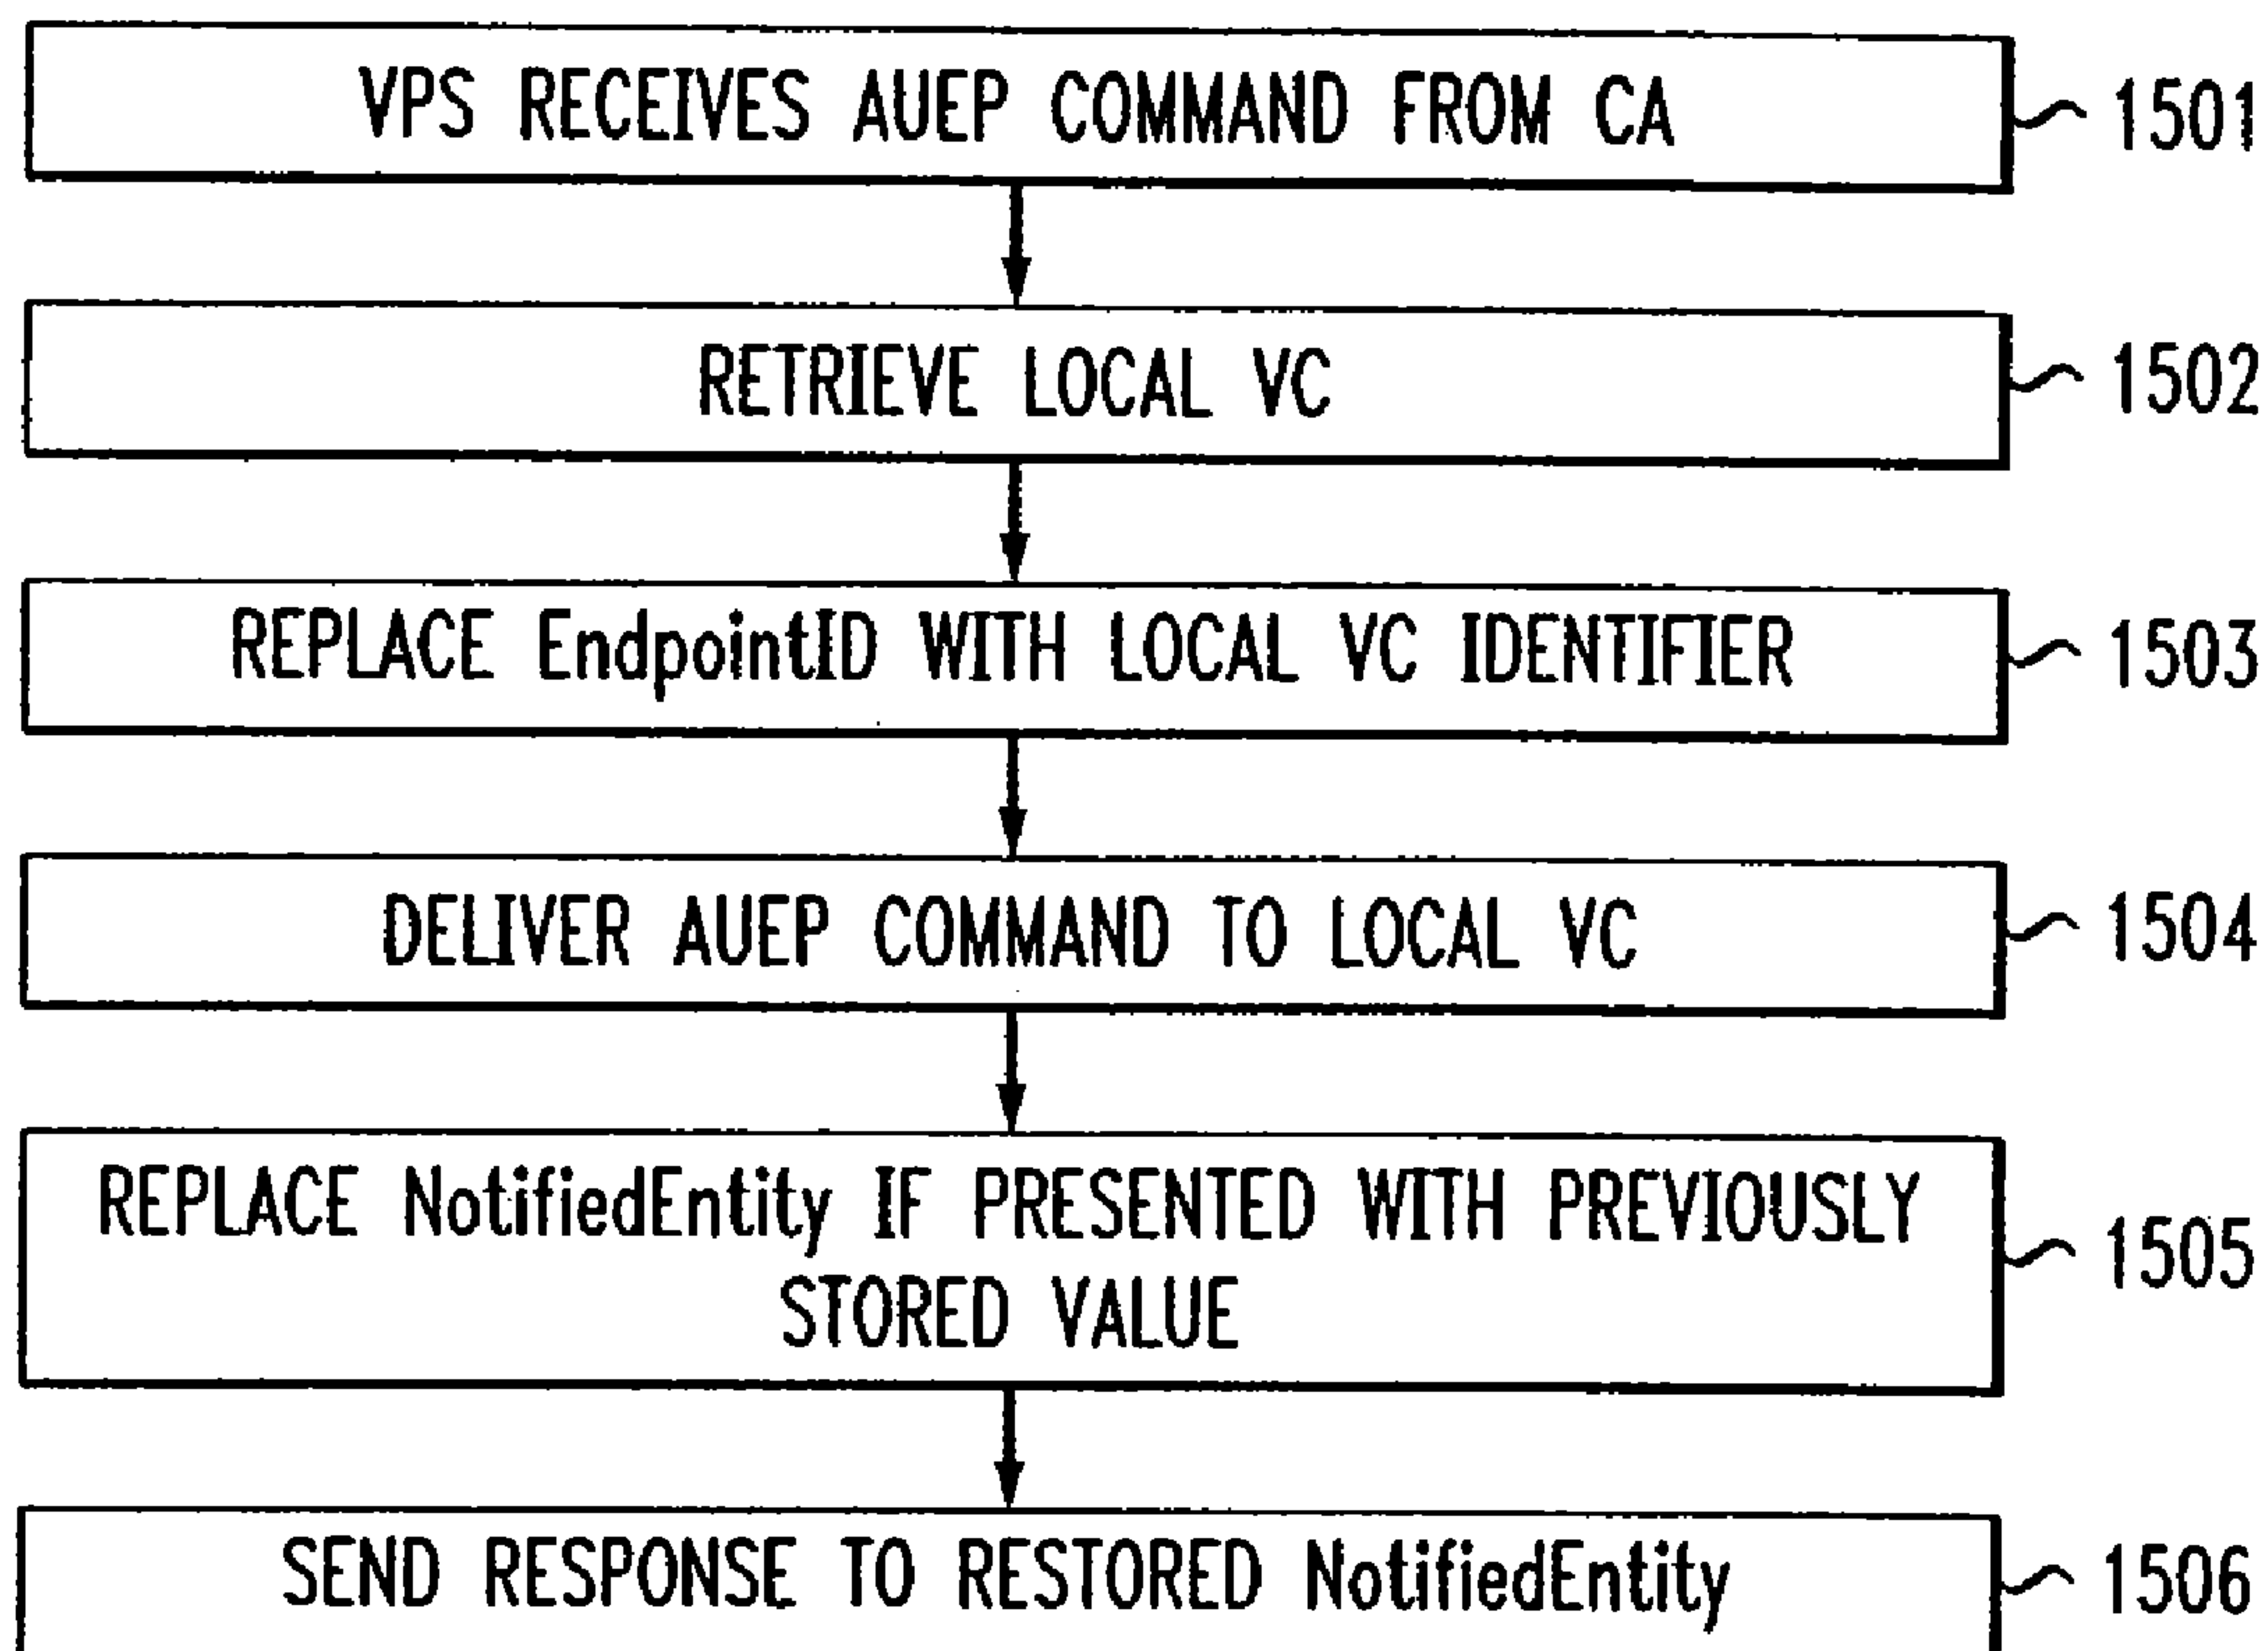 VPS RECEIVES AUEP COMMAND FROM CA
1501
RETRIEVE LOCAL VC
1502
REPLACE EndpointID WITH LOCAL VC IDENTIFIER
1503
DELIVER AUEP COMMAND TO LOCAL VC
1504
REPLACE NotifiedEntity IF PRESENTED WITH PREVIOUSLY
STORED VALUE
1505
SEND RESPONSE TO RESTORED NotifiedEntity
1506